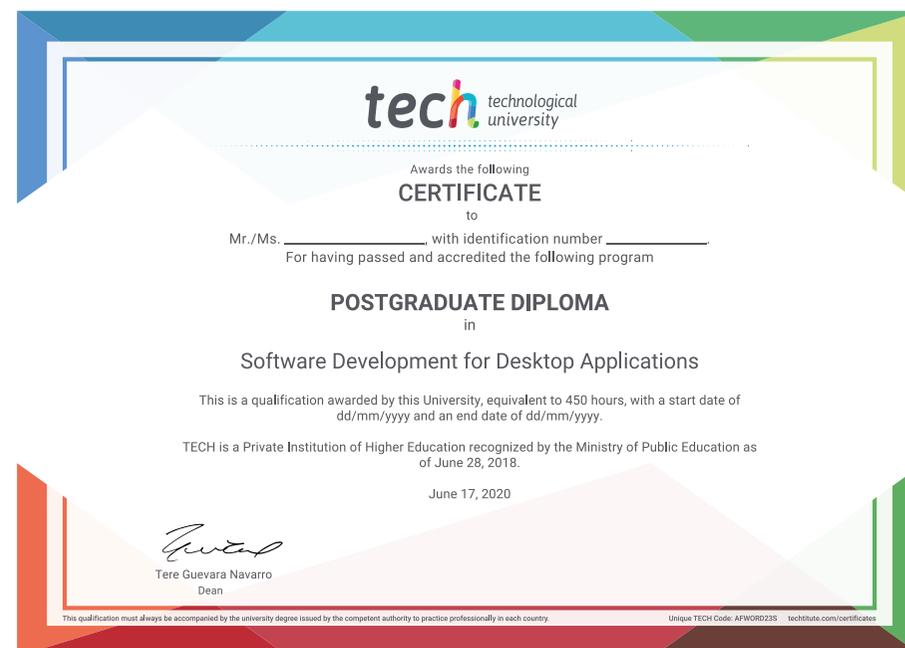 tech technological
university
Awards the following
CERTIFICATE
to
Mr./Ms. ____________, with identification number ____________.
For having passed and accredited the following program
POSTGRADUATE DIPLOMA
in
Software Development for Desktop Applications
This is a qualification awarded by this University, equivalent to 450 hours, with a start date of
dd/mm/yyyy and an end date of dd/mm/yyyy.
TECH is a Private Institution of Higher Education recognized by the Ministry of Public Education as
of June 28, 2018.
June 17, 2020
Tere Guevara Navarro
Dean
This qualification must always be accompanied by the university degree issued by the competent authority to practice professionally in each country.
Unique TECH Code: AFWORD23S techtitute.com/certificates